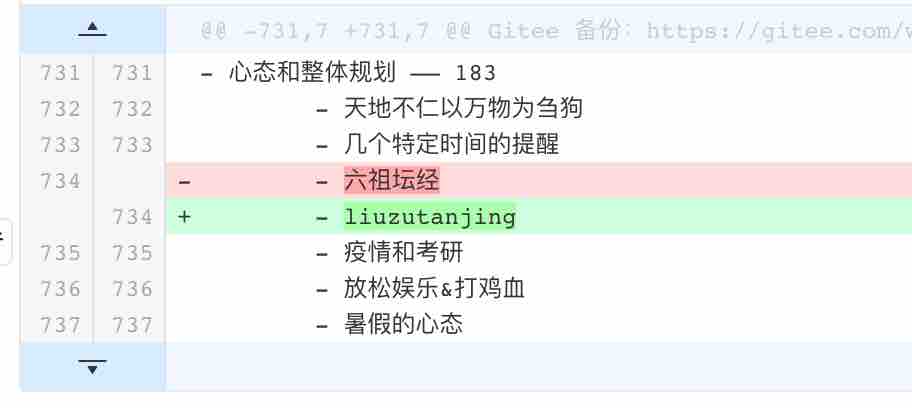 @@ -731,7 +731,7 @@ Gitee 备份: https://gitee.com/
731 731 - 心态和整体规划 —— 183
732 732 - 天地不仁以万物为刍狗
733 733 - 几个特定时间的提醒
734 - - 六祖坛经
734 + - liuzutanjing
735 735 - 疫情和考研
736 736 - 放松娱乐&打鸡血
737 737 - 暑假的心态